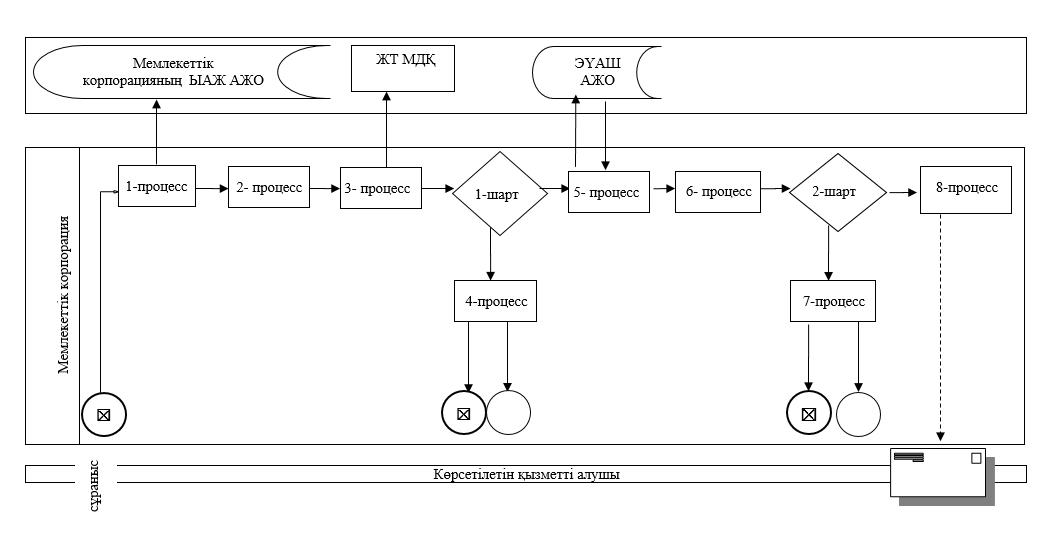 Мемлекеттік
корпорацияның ЫАЖ АЖО
ЖТ МДҚ
ЭҮАШ
АЖО
Мемлекеттік корпорация
1-процесс
2- процесс
3- процесс
1-шарт
5- процесс
6- процесс
2-шарт
8-процесс
4-процесс
7-процесс
сұраныс
Көрсетілетін қызметті алушы